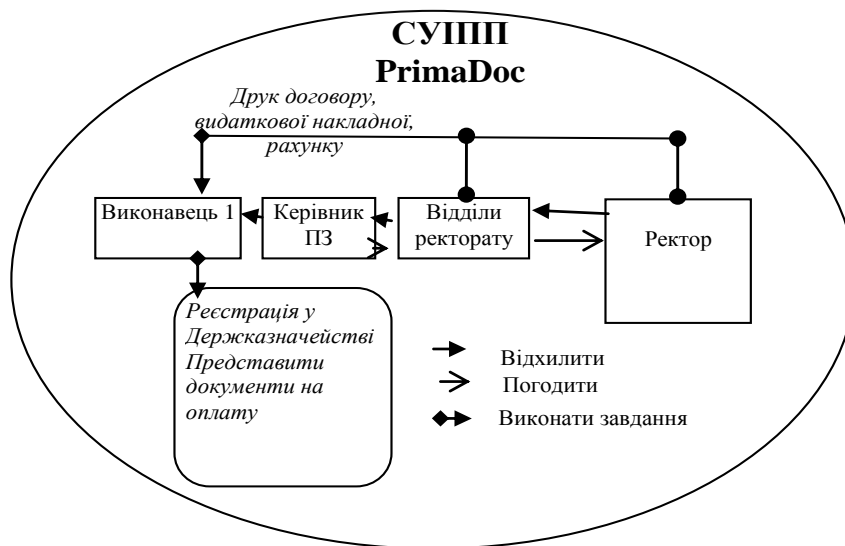 СУІПП
PrimaDoc
Друк договору,
видаткової накладної,
рахунку
Виконавець 1
Керівник
ПЗ
Відділи
ректорату
Ректор
Реєстрація у
Держказначействі
Представити
документи на
оплату
Відхилити
Погодити
Виконати завдання